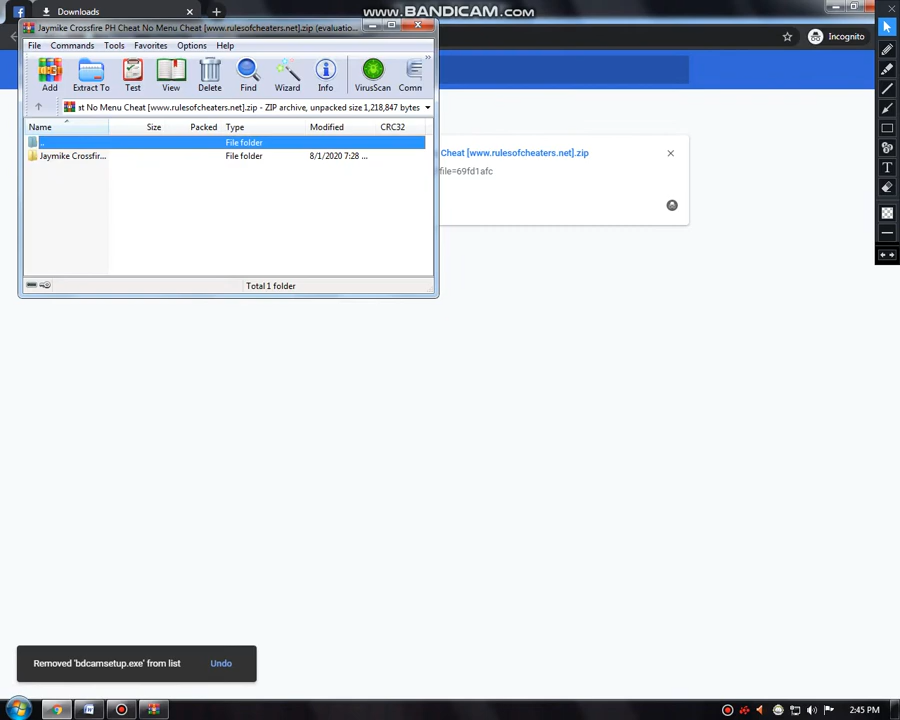 www.BANDICAM.com
Downloads
Incognito
Jaymike Crossfire PH Cheat No Menu Cheat [www.rulesofcheaters.net].zip (evaluatio...
File Commands Tools Favorites Options Help
Add Extract To Test View Delete Find Wizard Info VirusScan Comm
at No Menu Cheat [www.rulesofcheaters.net].zip - ZIP archive, unpacked size 1,218,847 bytes
Name Size Packed Type Modified CRC32
.. File folder
Jaymike Crossfir... File folder 8/1/2020 7:28 ...
Total 1 folder
Cheat [www.rulesofcheaters.net].zip
file=69fd1afc
Removed 'bdcamsetup.exe' from list Undo
2:45 PM